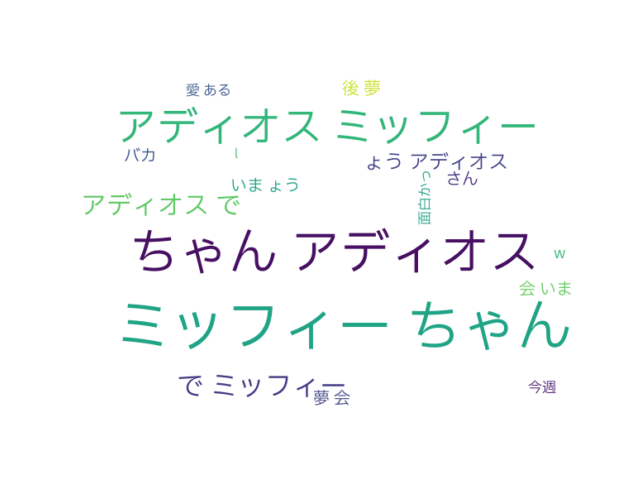 愛 ある
後 夢
アディオス ミッフィー
バカ
l
ょう アディオス
さん
いま ょう
面白かっ
アディオス で
ちゃん アディオス
w
会 いま
ミッフィー ちゃん
で ミッフィー
夢 会
今週